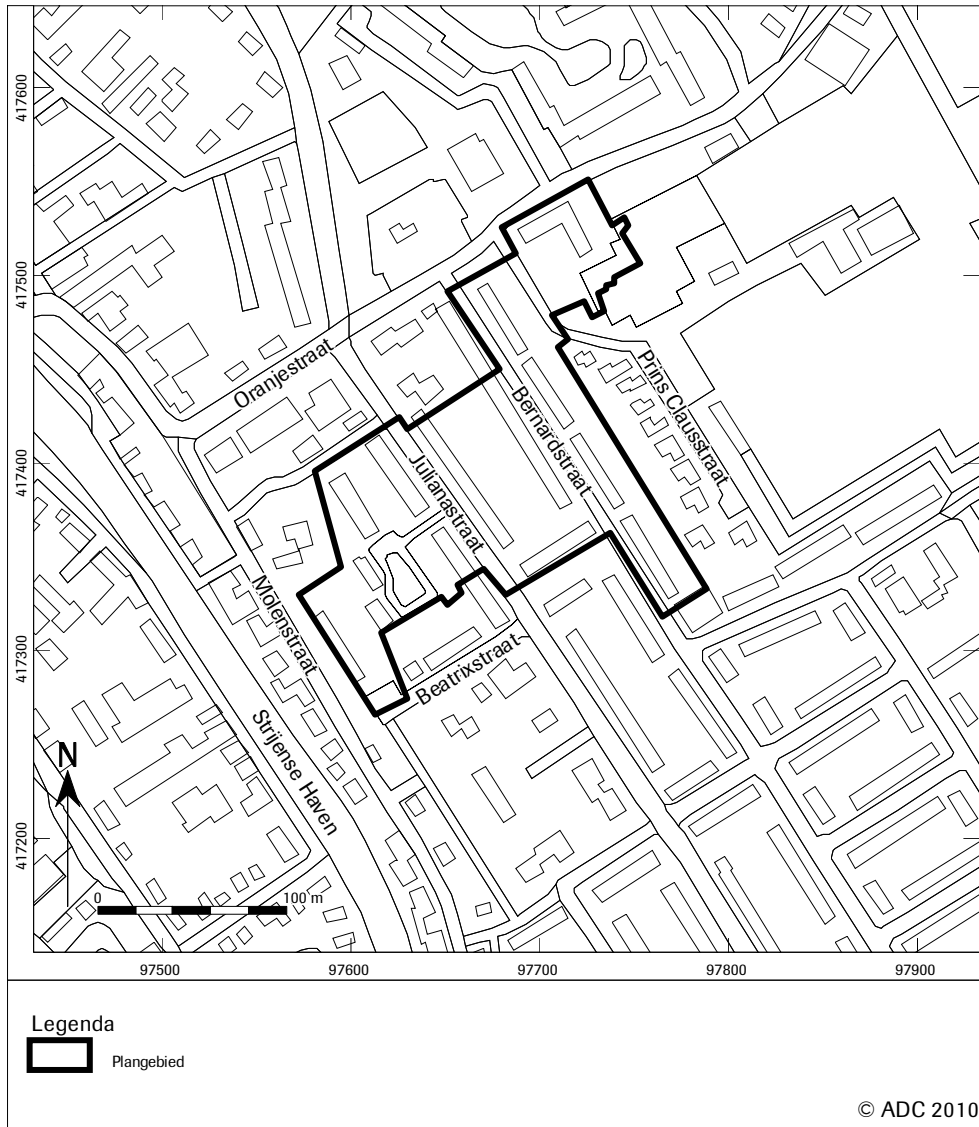 417600
417500
417400
417300
417200
Oranjestraat
Prins Clausstraat
Bernardstraat
Julianastraat
Molenstraat
Beatrixstraat
Strijense Haven
N
0
100 m
97500
97600
97700
97800
97900
Legenda
Plangebied
© ADC 2010